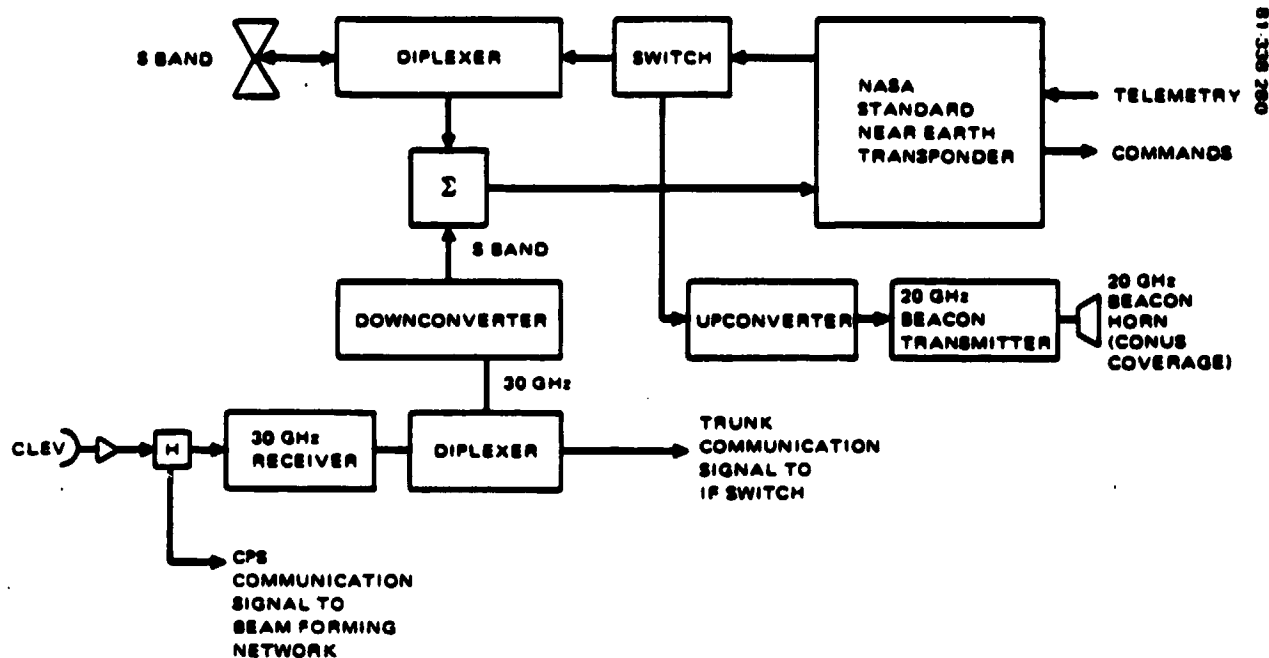 S BAND
DIPLEXER
SWITCH
NASA
STANDARD
NEAR EARTH
TRANSPONDER
TELEMETRY
COMMANDS
81-338 280
Σ
S BAND
DOWNCONVERTER
UPCONVERTER
20 GHz
BEACON
TRANSMITTER
20 GHz
BEACON
HORN
(CONUS
COVERAGE)
30 GHz
CLEV
H
30 GHz
RECEIVER
DIPLEXER
TRUNK
COMMUNICATION
SIGNAL TO
IF SWITCH
CPS
COMMUNICATION
SIGNAL TO
BEAM FORMING
NETWORK